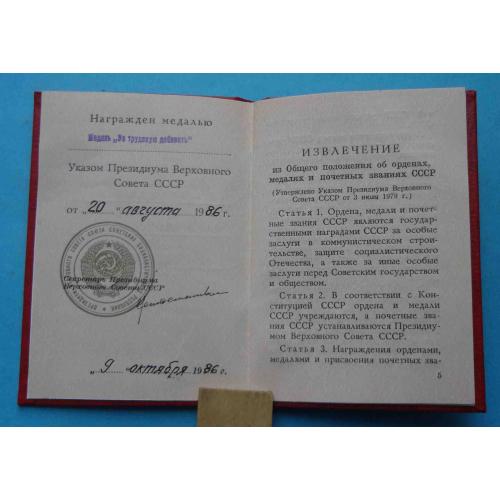 Награжден медалью
Медаль „За трудовую доблесть"
Указом Президиума Верховного
Совета СССР
от „20" августа 1986 г.
Секретарь Президиума
Верховного Совета СССР
„9 октября 1986 г.
ИЗВЛЕЧЕНИЕ
из Общего положения об орденах,
медалях и почетных званиях СССР
(Утверждено Указом Президиума Верховного
Совета СССР от 3 июля 1979 г.)
Статья 1. Ордена, медали и почет-
ные звания СССР являются государ-
ственными наградами СССР за особые
заслуги в коммунистическом строи-
тельстве, защите социалистического
Отечества, а также за иные особые
заслуги перед Советским государством
и обществом.
Статья 2. В соответствии с Кон-
ституцией СССР ордена и медали
СССР учреждаются, а почетные зва-
ния СССР устанавливаются Президиу-
мом Верховного Совета СССР.
Статья 3. Награждения орденами,
медалями и присвоения почетных зва-
5